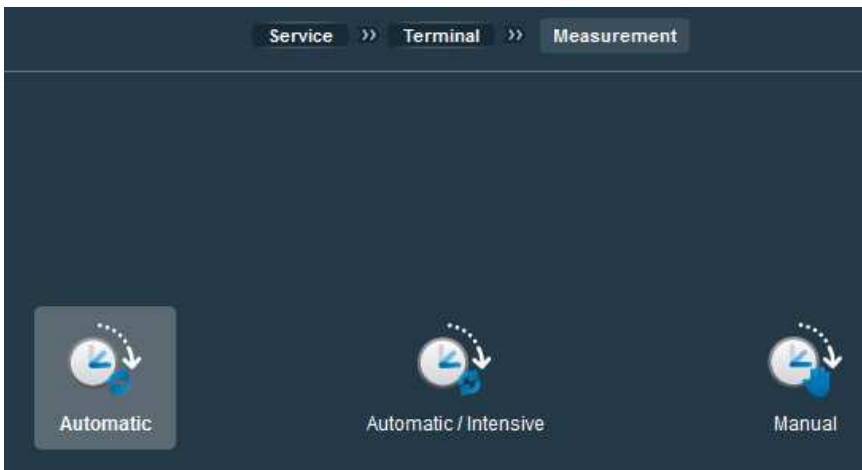 Service » Terminal » Measurement
Automatic Automatic / Intensive Manual